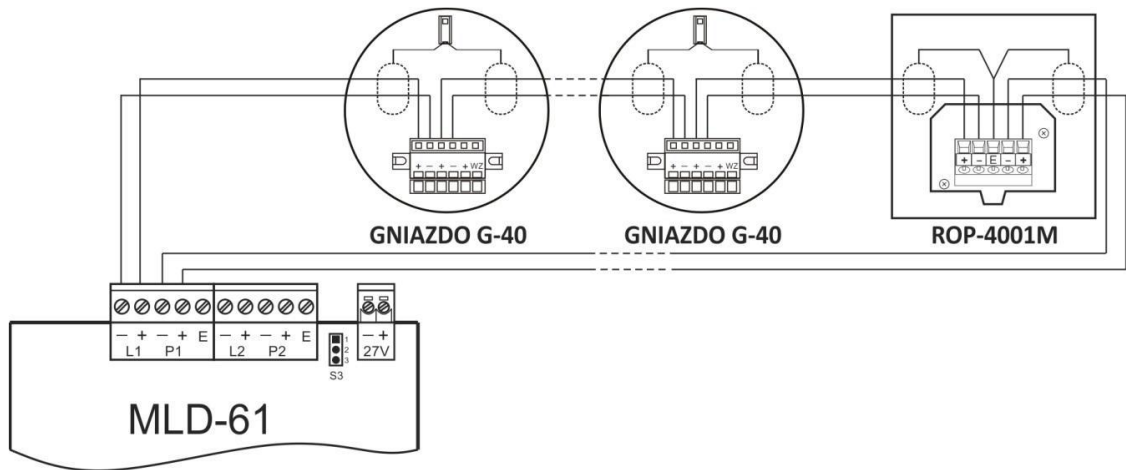 + − + − + WZ
+ − + − + WZ
+ − E − +
GNIAZDO G-40
GNIAZDO G-40
ROP-4001M
− + − + E − + − + E
L1 P1 L2 P2
1
2
3
S3
− +
27V
MLD-61